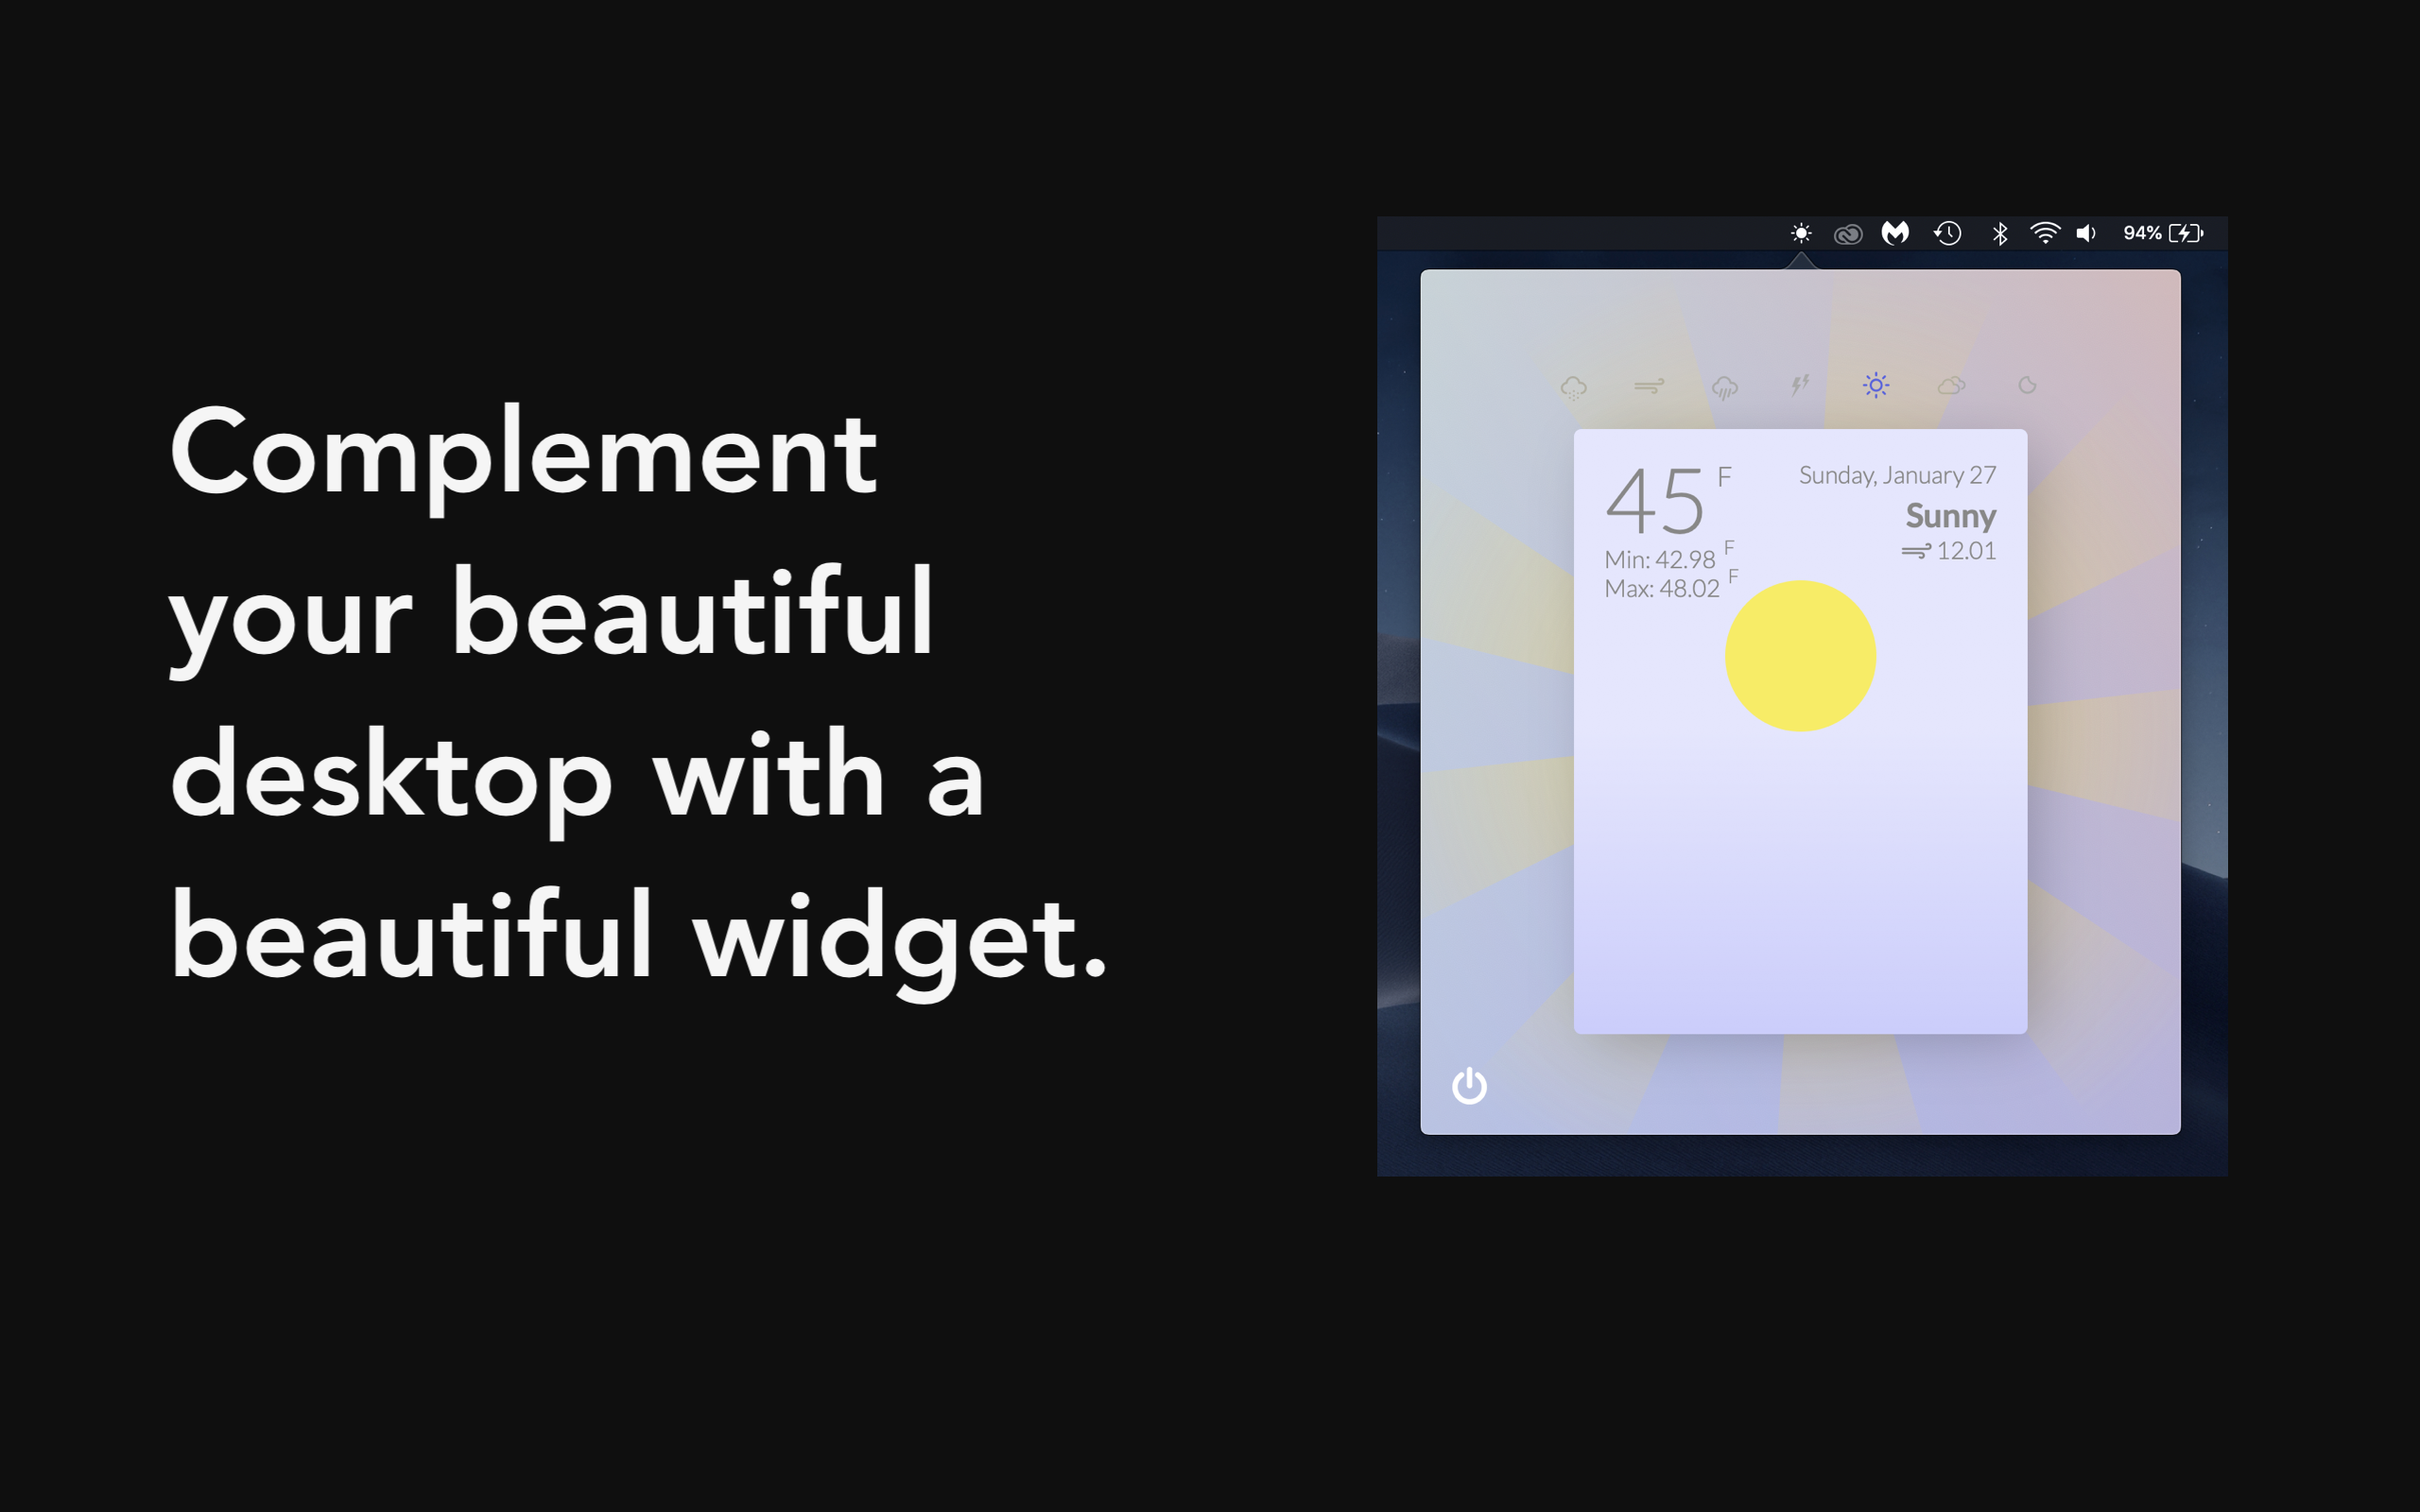 Complement
your beautiful
desktop with a
beautiful widget.
94%
45 F
Min: 42.98 F
Max: 48.02 F
Sunday, January 27
Sunny
12.01